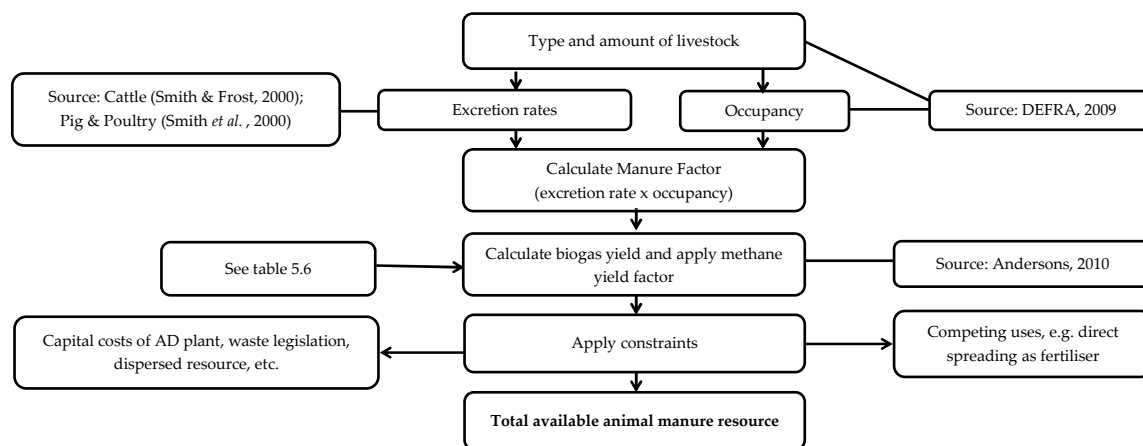 Type and amount of livestock
Source: Cattle (Smith & Frost, 2000);
Pig & Poultry (Smith et al. , 2000)
Excretion rates
Occupancy
Source: DEFRA, 2009
Calculate Manure Factor
(excretion rate x occupancy)
See table 5.6
Calculate biogas yield and apply methane
yield factor
Source: Andersons, 2010
Capital costs of AD plant, waste legislation,
dispersed resource, etc.
Apply constraints
Competing uses, e.g. direct
spreading as fertiliser
Total available animal manure resource